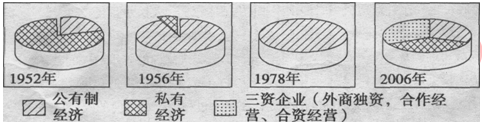 1952年 1956年 1978年 2006年
公有制经济 私有经济 三资企业（外商独资，合作经营、合资经营）